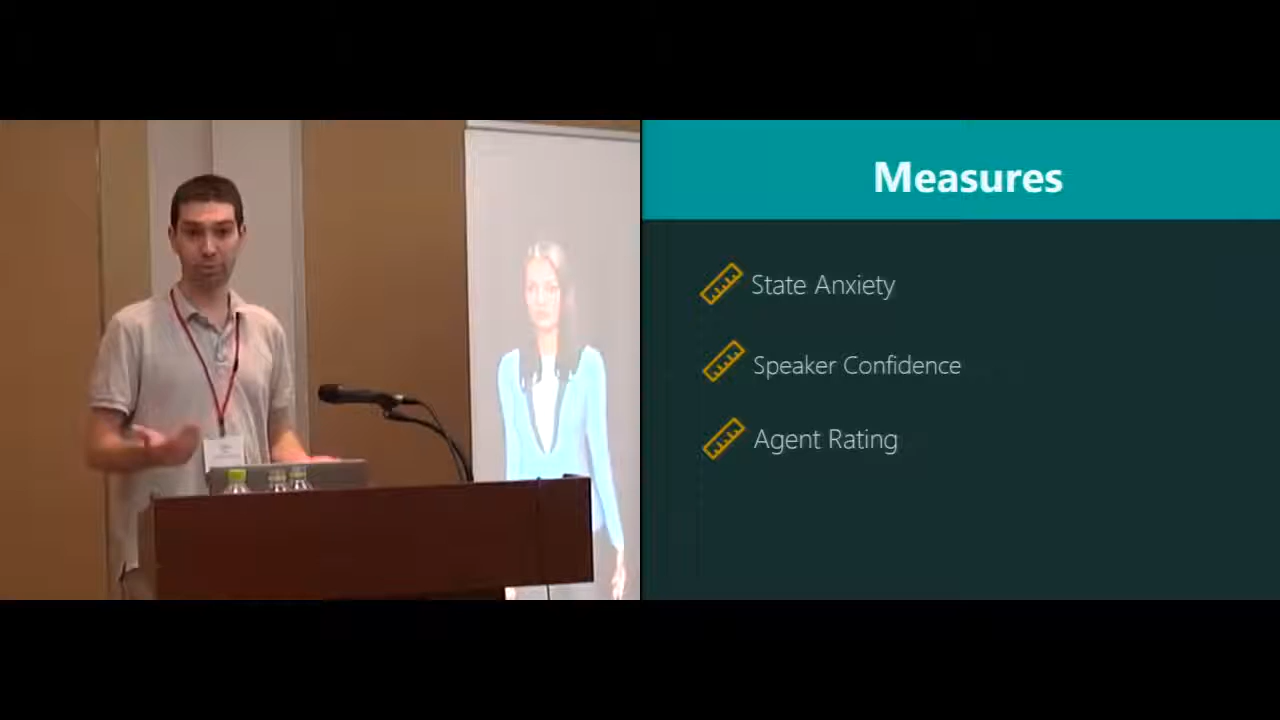 Measures
State Anxiety
Speaker Confidence
Agent Rating